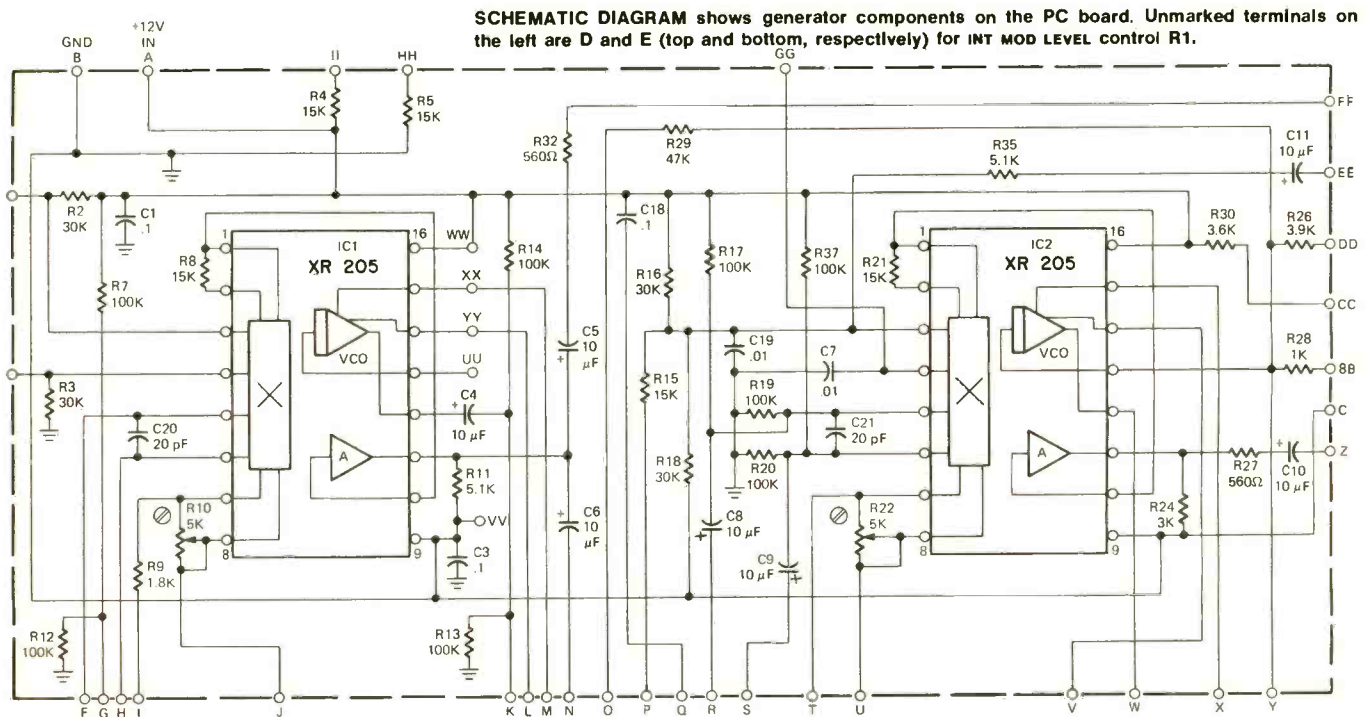 SCHEMATIC DIAGRAM shows generator components on the PC board. Unmarked terminals on
the left are D and E (top and bottom, respectively) for INT MOD LEVEL control R1.
GND
B
+12V
IN
A
II
HH
GG
FF
EE
DD
CC
BB
C
Z
R4
15K
R5
15K
R32
560Ω
R29
47K
R35
5.1K
C11
10 µF
+
R2
30K
C1
.1
R7
100K
R8
15K
R3
30K
C20
20 pF
R10
5K
R9
1.8K
R12
100K
1
16
IC1
XR 205
VCO
X
A
8
9
WW
XX
YY
UU
VV
C4
+
10 µF
R11
5.1K
C3
.1
R14
100K
R13
100K
C5
10
µF
+
C6
10
µF
+
C18
.1
R16
30K
R17
100K
R37
100K
R15
15K
R18
30K
C19
.01
C7
.01
R19
100K
R20
100K
C21
20 pF
C8
10 µF
+
C9
10 µF
+
R21
15K
R22
5K
1
16
IC2
XR 205
VCO
X
A
8
9
R30
3.6K
R26
3.9K
R28
1K
R27
560Ω
C10
10 µF
+
R24
3K
F
G
H
I
J
K
L
M
N
O
P
Q
R
S
T
U
V
W
X
Y